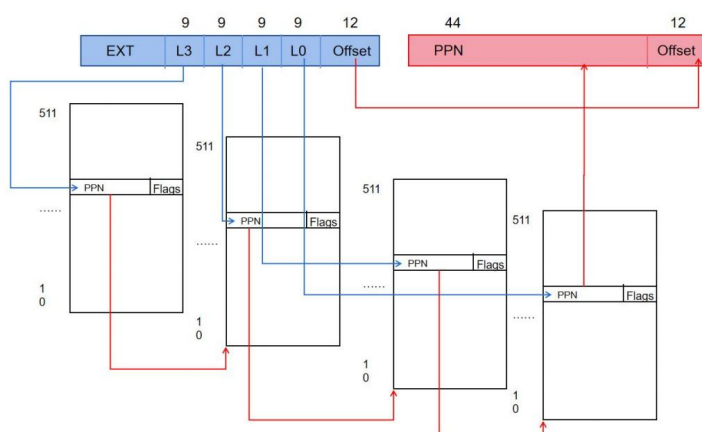 9 9 9 9 12 44 12
EXT L3 L2 L1 L0 Offset PPN Offset
511
PPN Flags
......
1
0
511
PPN Flags
......
1
0
511
PPN Flags
......
1
0
511
PPN Flags
......
1
0